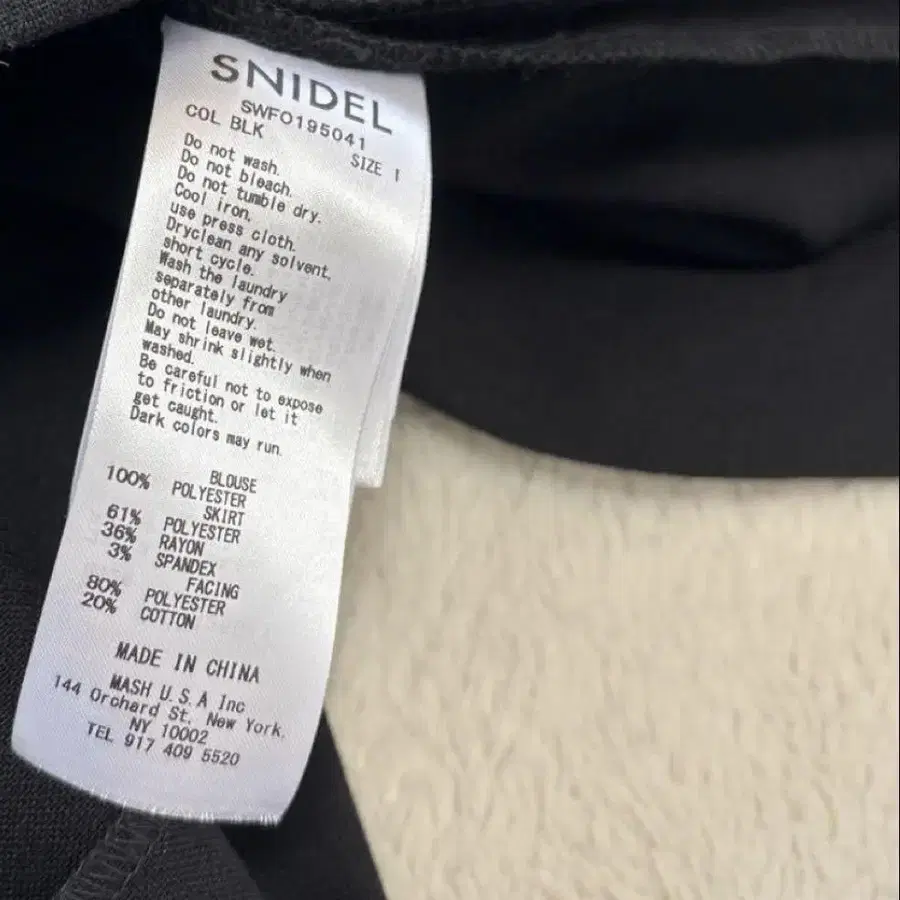 SNIDEL
SWFO195041
COL BLK
SIZE 1
Do not wash.
Do not bleach.
Do not tumble dry.
Cool iron,
use press cloth.
Dryclean any solvent,
short cycle.
Wash the laundry
separately from
other laundry.
Do not leave wet.
May shrink slightly when
washed.
Be careful not to expose
to friction or let it
get caught.
Dark colors may run.
BLOUSE
100% POLYESTER
SKIRT
61% POLYESTER
36% RAYON
3% SPANDEX
FACING
80% POLYESTER
20% COTTON
MADE IN CHINA
MASH U.S.A Inc
144 Orchard St. New York,
NY 10002
TEL 917 409 5520